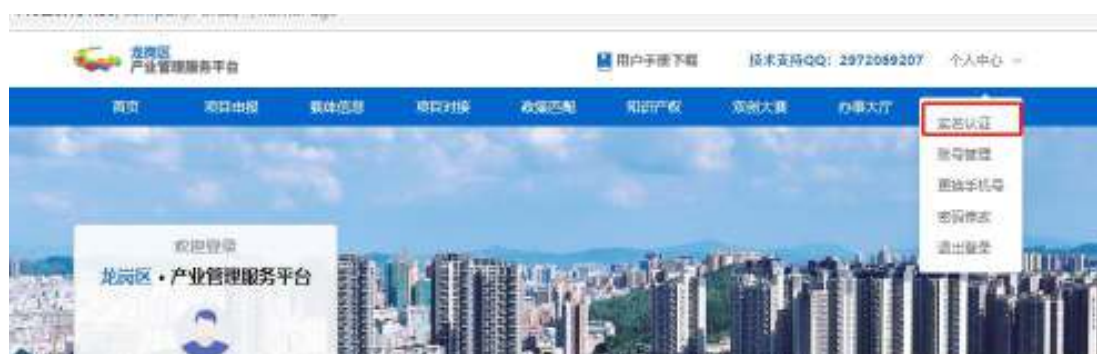 龙岗区
产业管理服务平台
用户手册下载
技术支持QQ: 2972089207
个人中心
首页
项目申报
载体信息
项目对接
政策匹配
知识产权
双创大赛
办事大厅
实名认证
账号管理
更换手机号
密码修改
退出登录
欢迎登录
龙岗区·产业管理服务平台